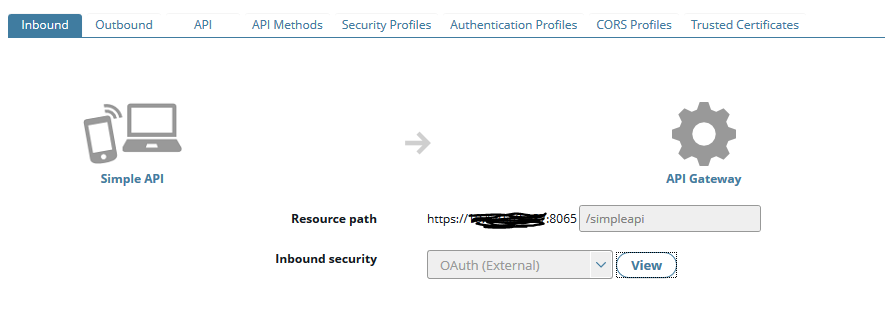 Inbound Outbound API API Methods Security Profiles Authentication Profiles CORS Profiles Trusted Certificates
Simple API API Gateway
Resource path https:// :8065 /simpleapi
Inbound security OAuth (External) View